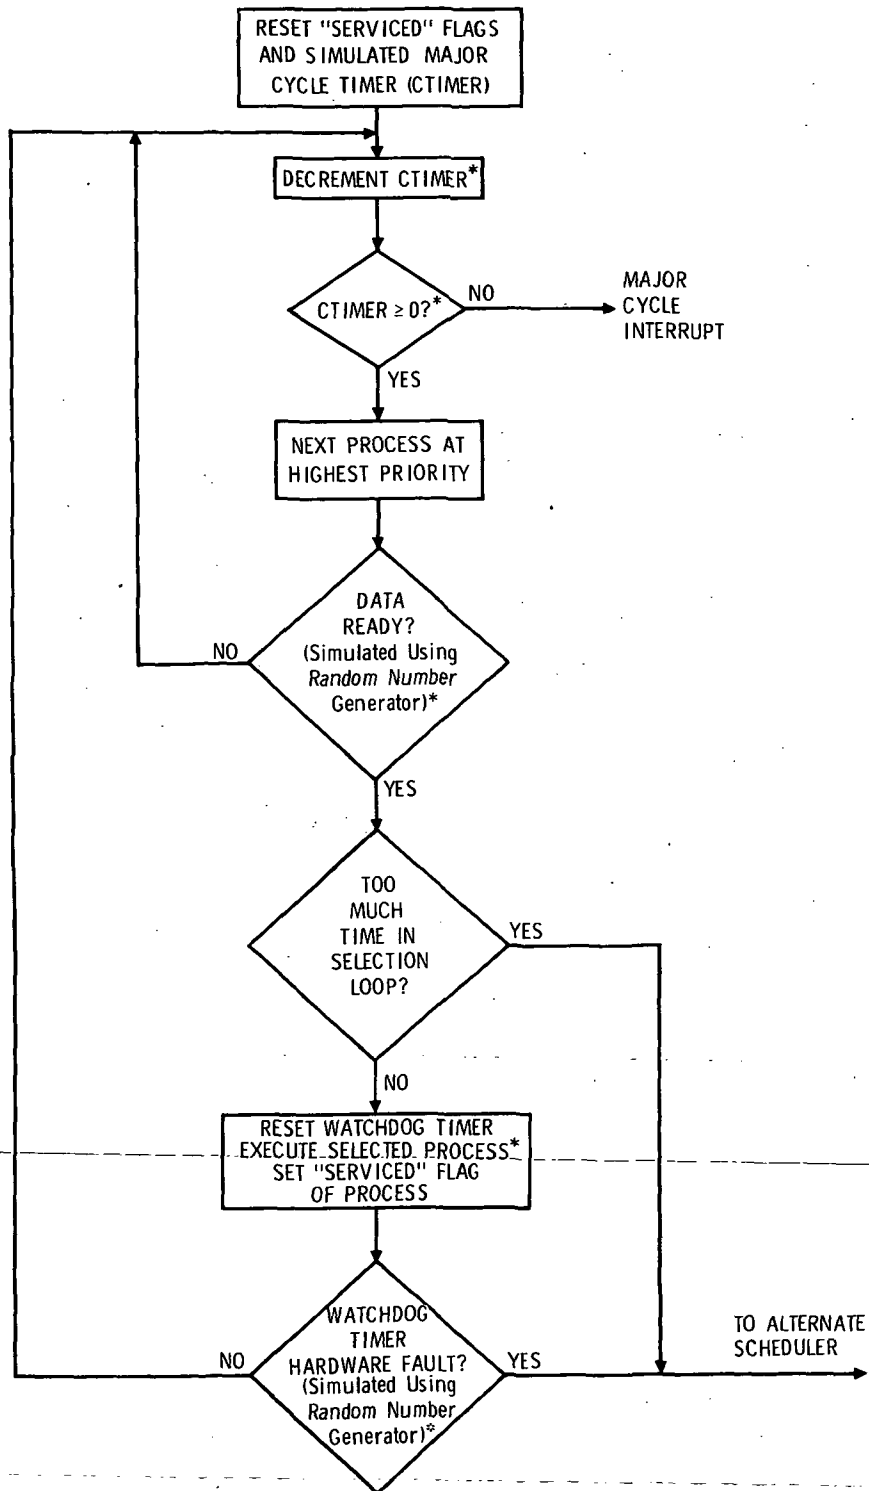 RESET "SERVICED" FLAGS
AND SIMULATED MAJOR
CYCLE TIMER (CTIMER)
DECREMENT CTIMER*
CTIMER ≥ 0?*
NO
MAJOR
CYCLE
INTERRUPT
YES
NEXT PROCESS AT
HIGHEST PRIORITY
DATA
READY?
(Simulated Using
Random Number
Generator)*
NO
YES
TOO
MUCH
TIME IN
SELECTION
LOOP?
YES
NO
RESET WATCHDOG TIMER
EXECUTE SELECTED PROCESS*
SET "SERVICED" FLAG
OF PROCESS
WATCHDOG
TIMER
HARDWARE FAULT?
(Simulated Using
Random Number
Generator)*
NO
YES
TO ALTERNATE
SCHEDULER